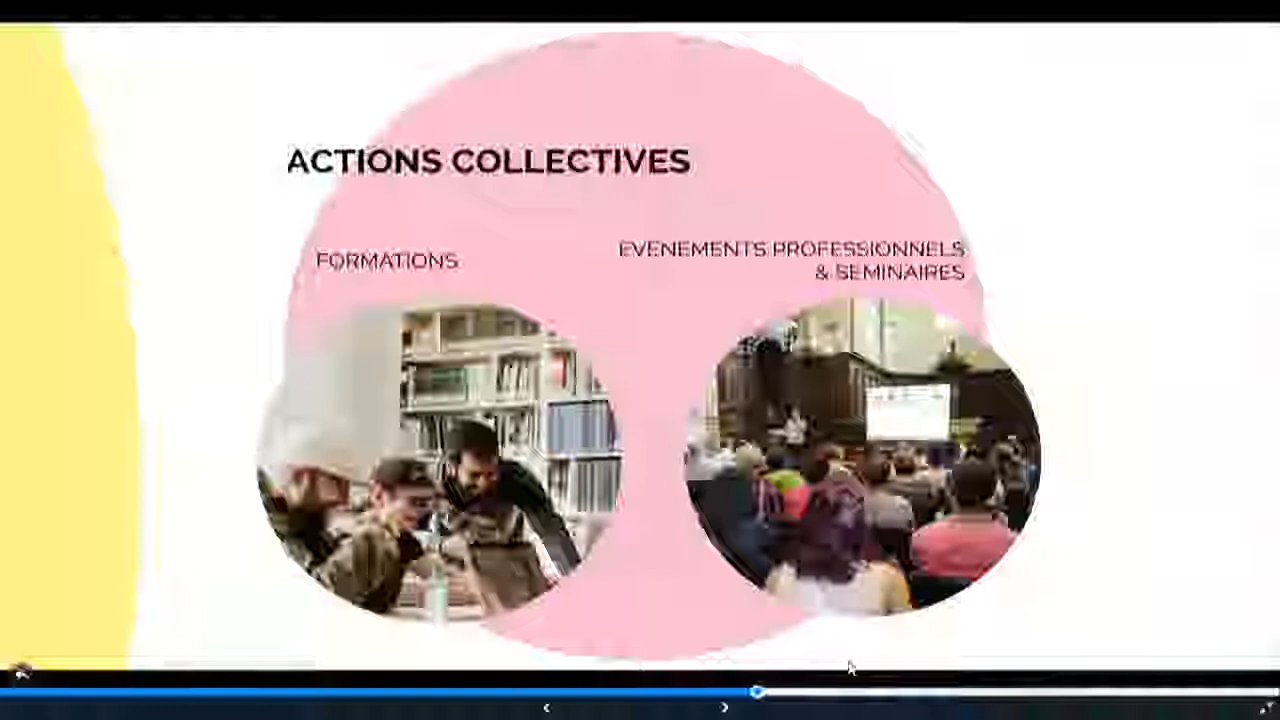 ACTIONS COLLECTIVES
FORMATIONS
EVENEMENTS PROFESSIONNELS
& SEMINAIRES